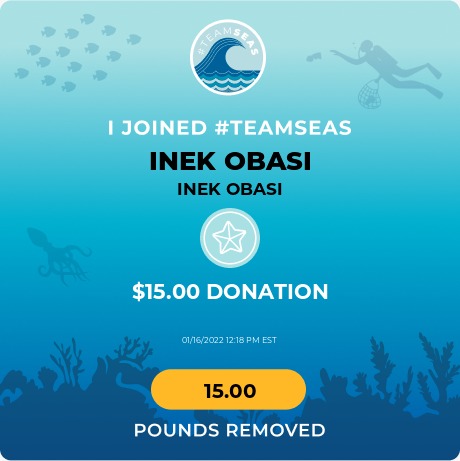 #TEAMSEAS
I JOINED #TEAMSEAS
INEK OBASI
INEK OBASI
$15.00 DONATION
01/16/2022 12:18 PM EST
15.00
POUNDS REMOVED